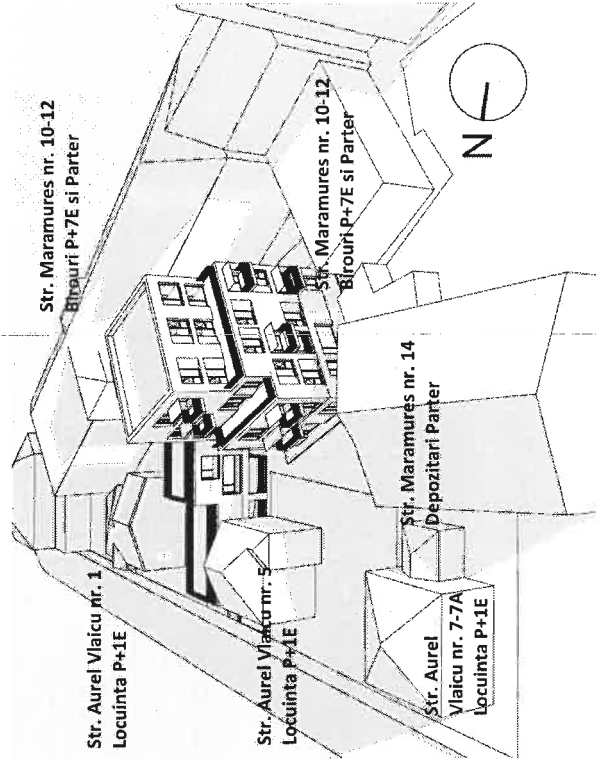 Str. Maramures nr. 10-12
Birouri P+7E si Parter
Str. Maramures nr. 10-12
Birouri P+7E si Parter
N
Str. Maramures nr. 14
Depozitari Parter
Str. Aurel Vlaicu nr. 1
Locuinta P+1E
Str. Aurel Vlaicu nr. 5
Locuinta P+1E
Str. Aurel
Vlaicu nr. 7-7A
Locuinta P+1E